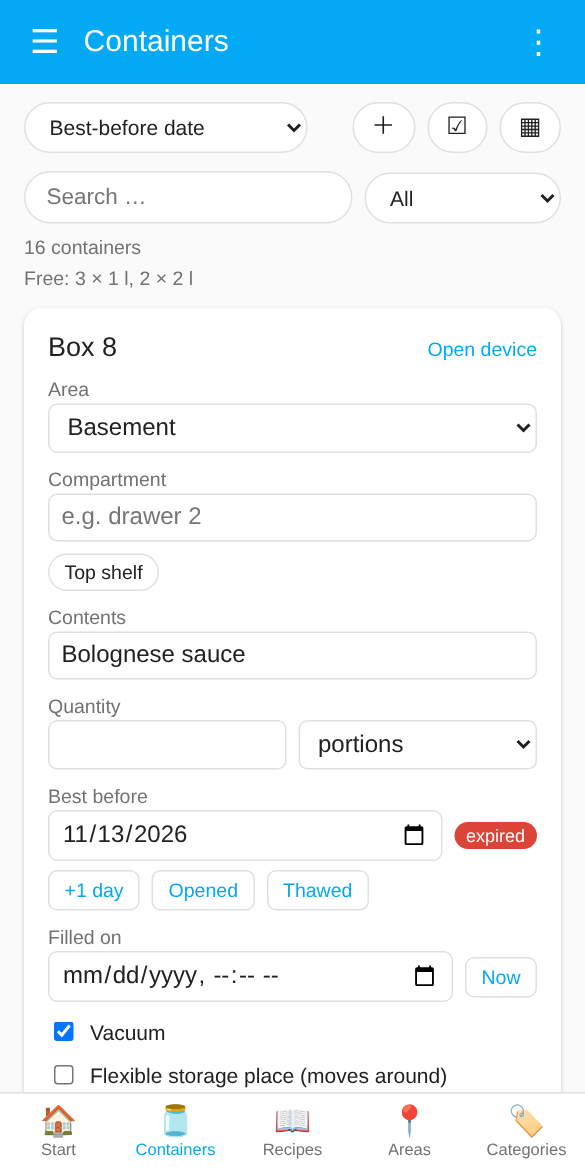 ☰ Containers ⋮
Best-before date
+ ☑ ▦
Search …
All
16 containers
Free: 3 × 1 l, 2 × 2 l
Box 8
Open device
Area
Basement
Compartment
e.g. drawer 2
Top shelf
Contents
Bolognese sauce
Quantity
portions
Best before
11/13/2026
expired
+1 day Opened Thawed
Filled on
mm/dd/yyyy, --:-- --
Now
Vacuum
Flexible storage place (moves around)
Start Containers Recipes Areas Categories